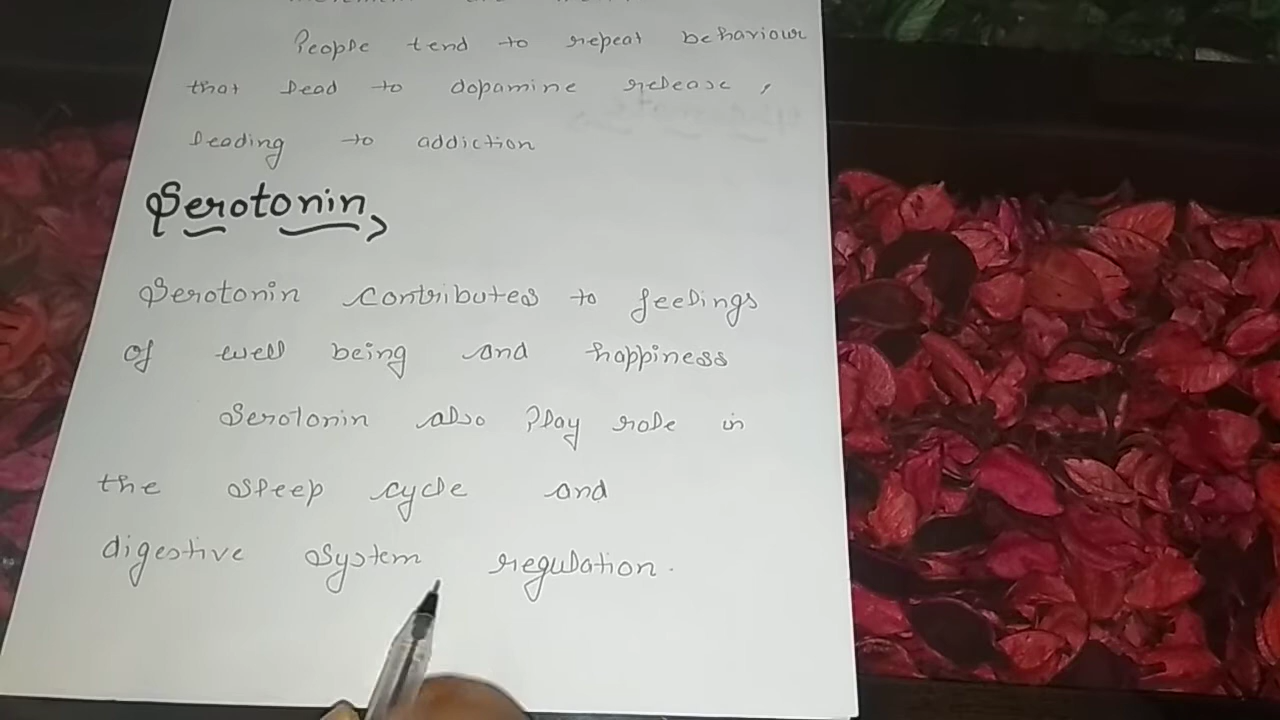 People tend to repeat behaviour
that lead to dopamine release,
leading to addiction
Serotonin
Serotonin contributes to feelings
of well being and happiness
Serotonin also play role in
the sleep cycle and
digestive system regulation.